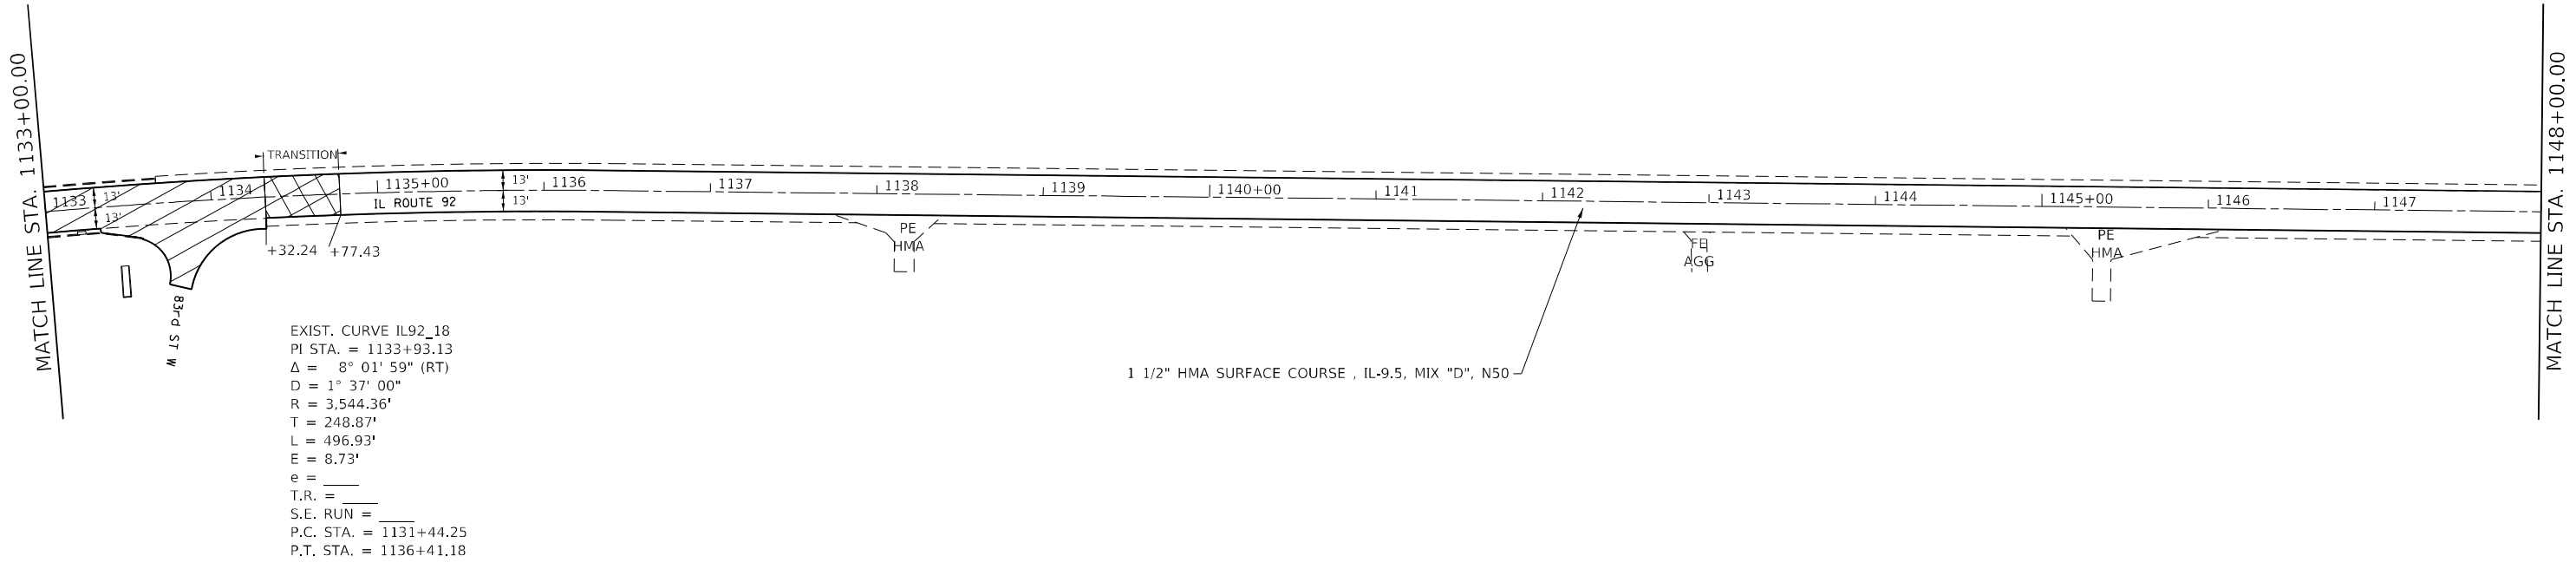 MATCH LINE STA. 1133+00.00
TRANSITION
1133
13'
13'
1134
1135+00
IL ROUTE 92
13'
13'
1136
1137
1138
1139
1140+00
1141
1142
1143
1144
1145+00
1146
1147
MATCH LINE STA. 1148+00.00
+32.24
+77.43
PE
HMA
FE
AGG
PE
HMA
83rd ST W
EXIST. CURVE IL92_18
PI STA. = 1133+93.13
Δ = 8° 01' 59" (RT)
D = 1° 37' 00"
R = 3,544.36'
T = 248.87'
L = 496.93'
E = 8.73'
e = ____
T.R. = ____
S.E. RUN = ____
P.C. STA. = 1131+44.25
P.T. STA. = 1136+41.18
1 1/2" HMA SURFACE COURSE , IL-9.5, MIX "D", N50